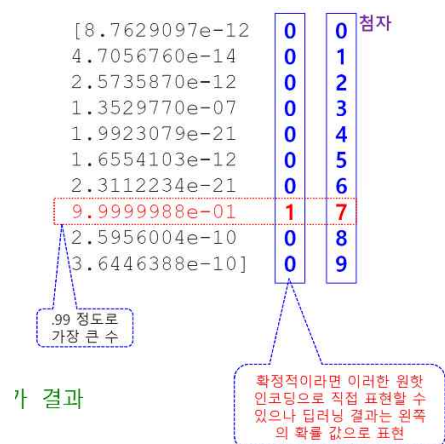 첨자
[8.7629097e-12 0 0
4.7056760e-14 0 1
2.5735870e-12 0 2
1.3529770e-07 0 3
1.9923079e-21 0 4
1.6554103e-12 0 5
2.3112234e-21 0 6
9.9999988e-01 1 7
2.5956004e-10 0 8
3.6446388e-10] 0 9
.99 정도로
가장 큰 수
결과
확정적이라면 이러한 원핫
인코딩으로 직접 표현할 수
있으나 딥러닝 결과는 왼쪽
의 확률 값으로 표현